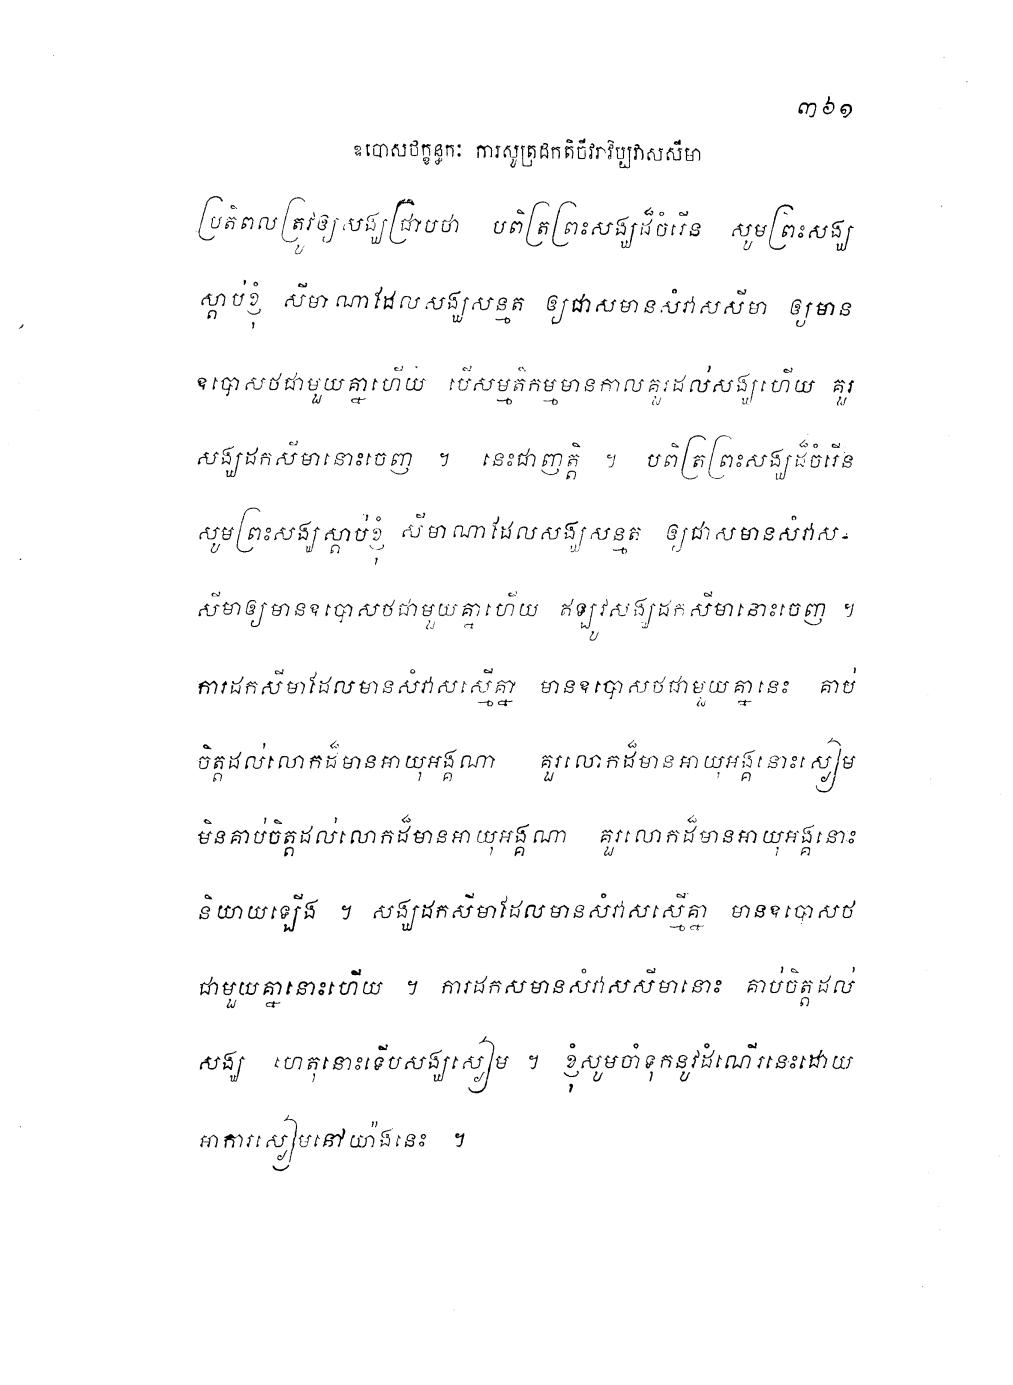 ៣៦១
ឧបោសថក្ខន្ធកៈ ការសូត្រដកតិចីវរាវិប្បវាសសីមា
ប្រតិពលត្រូវឲ្យសង្ឃជ្រាបថា បពិត្រព្រះសង្ឃដ៏ចំរើន សូមព្រះសង្ឃ
ស្តាប់ខ្ញុំ សីមាណាដែលសង្ឃសន្មត ឲ្យជាសមានសំវាសសីមា ឲ្យមាន
ឧបោសថជាមួយគ្នាហើយ បើសម្មតិកម្មមានកាលគួរដល់សង្ឃហើយ គួរ
សង្ឃដកសីមានោះចេញ ។ នេះជាញត្តិ ។ បពិត្រព្រះសង្ឃដ៏ចំរើន
សូមព្រះសង្ឃស្តាប់ខ្ញុំ សីមាណាដែលសង្ឃសន្មត ឲ្យជាសមានសំវាស-
សីមាឲ្យមានឧបោសថជាមួយគ្នាហើយ ឥឡូវសង្ឃដកសីមានោះចេញ ។
ការដកសីមាដែលមានសំវាសស្មើគ្នា មានឧបោសថជាមួយគ្នានេះ គាប់
ចិត្តដល់លោកដ៏មានអាយុអង្គណា គួរលោកដ៏មានអាយុអង្គនោះស្ងៀម
មិនគាប់ចិត្តដល់លោកដ៏មានអាយុអង្គណា គួរលោកដ៏មានអាយុអង្គនោះ
និយាយឡើង ។ សង្ឃដកសីមាដែលមានសំវាសស្មើគ្នា មានឧបោសថ
ជាមួយគ្នានោះហើយ ។ ការដកសមានសំវាសសីមានោះ គាប់ចិត្តដល់
សង្ឃ ហេតុនោះទើបសង្ឃស្ងៀម ។ ខ្ញុំសូមចាំទុកនូវដំណើរនេះដោយ
អាការស្ងៀមនៅយ៉ាងនេះ ។